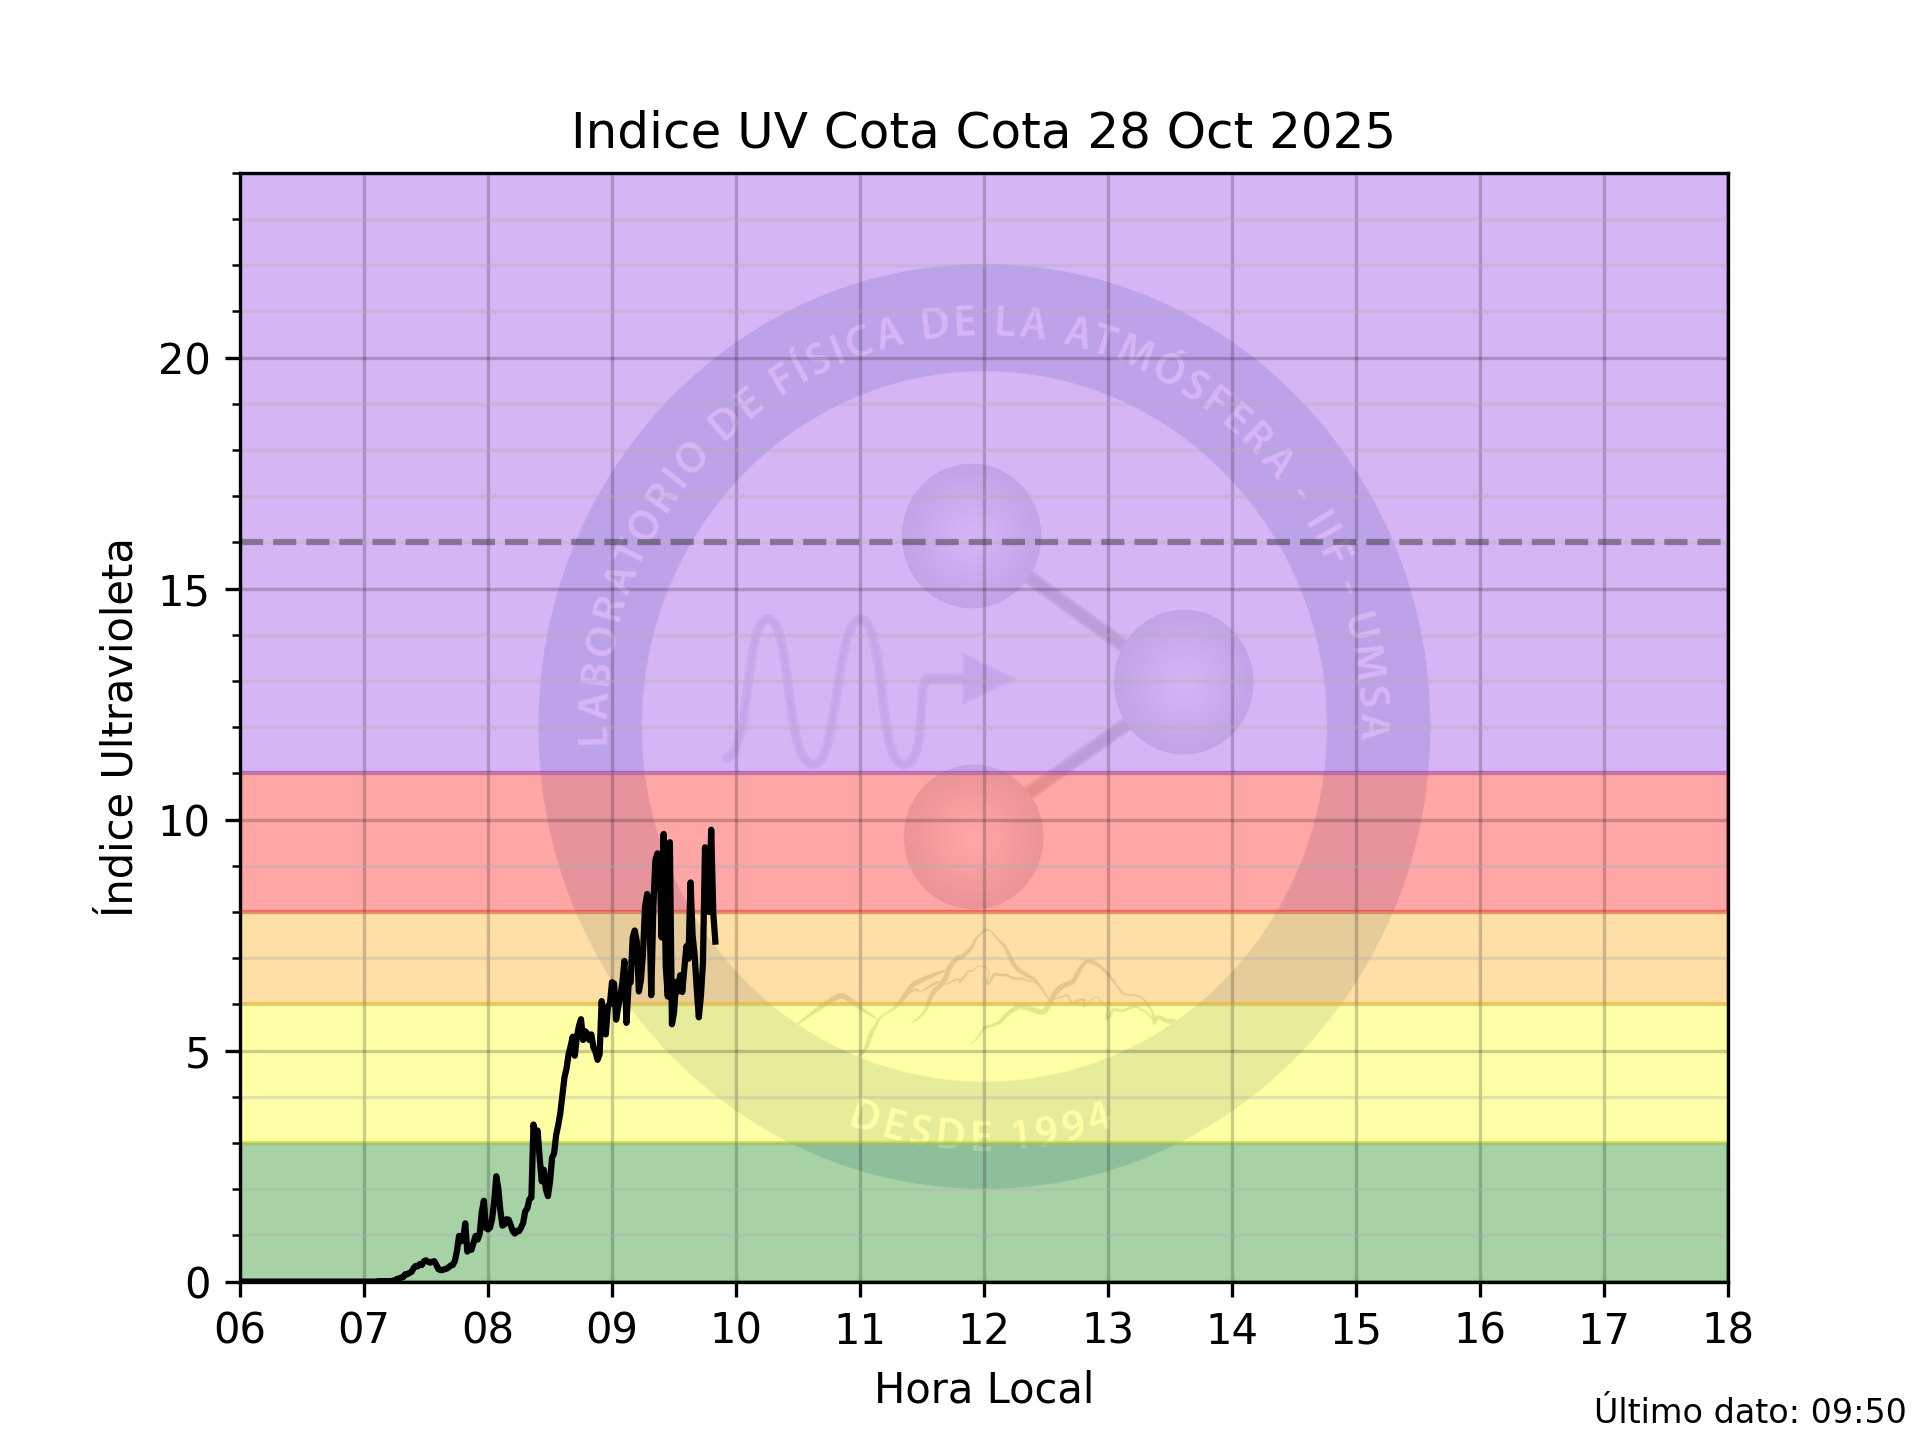 Indice UV Cota Cota 28 Oct 2025
20
15
10
5
0
Índice Ultravioleta
LABORATORIO DE FÍSICA DE LA ATMÓSFERA - IIF - UMSA
DESDE 1994
06 07 08 09 10 11 12 13 14 15 16 17 18
Hora Local
Último dato: 09:50